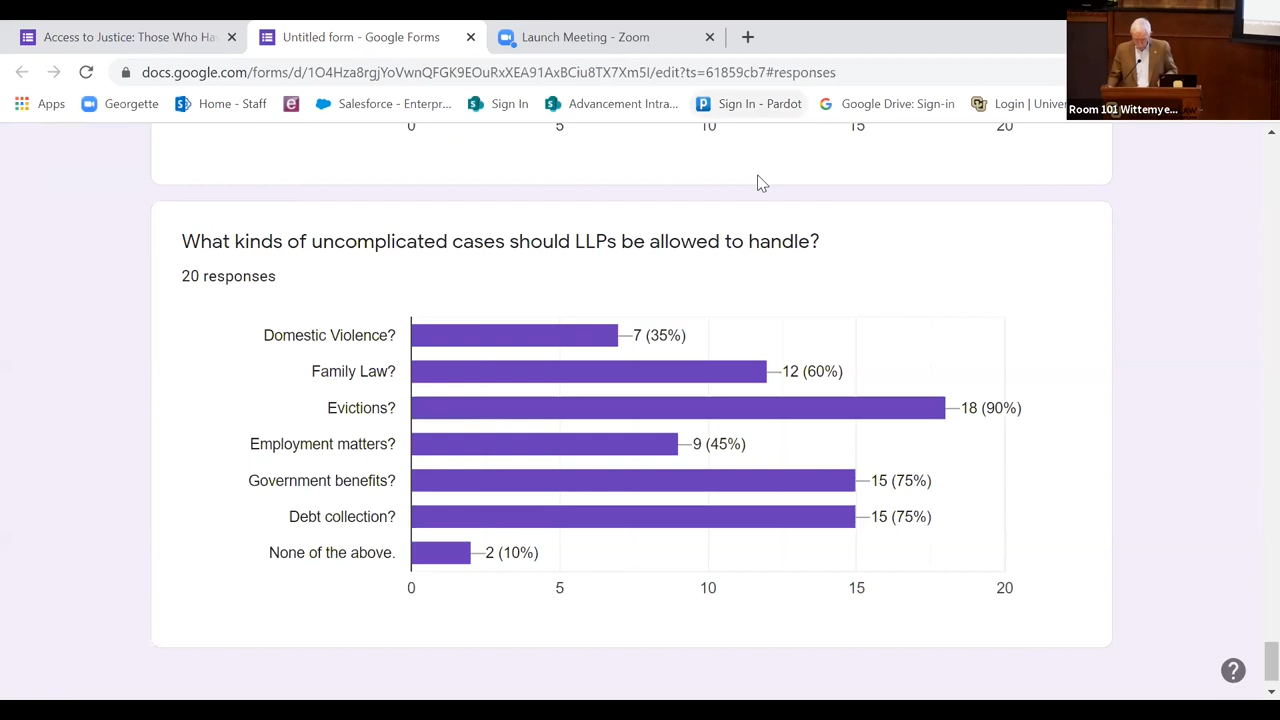 Access to Justice: Those Who Ha
Untitled form - Google Forms
Launch Meeting - Zoom
docs.google.com/forms/d/1O4Hza8rgjYoVwnQFGK9EOuRxXEA91AxBCiu8TX7Xm5I/edit?ts=61859cb7#responses
Apps
Georgette
Home - Staff
Salesforce - Enterpr...
Sign In
Advancement Intra...
Sign In - Pardot
Google Drive: Sign-in
Login | Univer
Room 101 Wittemye...
0 5 10 15 20
What kinds of uncomplicated cases should LLPs be allowed to handle?
20 responses
Domestic Violence? 7 (35%)
Family Law? 12 (60%)
Evictions? 18 (90%)
Employment matters? 9 (45%)
Government benefits? 15 (75%)
Debt collection? 15 (75%)
None of the above. 2 (10%)
0 5 10 15 20